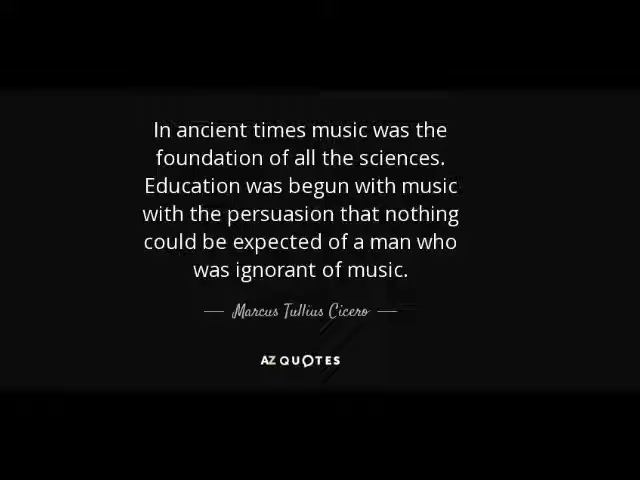 In ancient times music was the
foundation of all the sciences.
Education was begun with music
with the persuasion that nothing
could be expected of a man who
was ignorant of music.
— Marcus Tullius Cicero —
AZ QUOTES